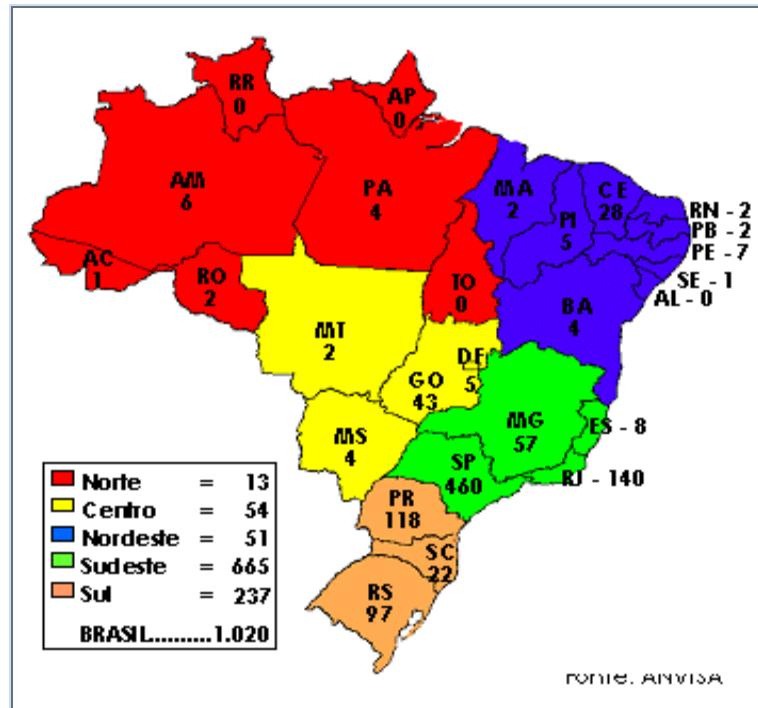 RR
0
AP
0
AM
6
PA
4
MA
2
PI
5
CE
28
RN - 2
PB - 2
PE - 7
SE - 1
AL - 0
AC
1
RO
2
TO
0
BA
4
MT
2
GO
43
DF
5
MG
57
ES - 8
MS
4
SP
460
RJ - 140
PR
118
SC
22
RS
97
Norte = 13
Centro = 54
Nordeste = 51
Sudeste = 665
Sul = 237
BRASIL..........1.020
Fonte: ANVISA